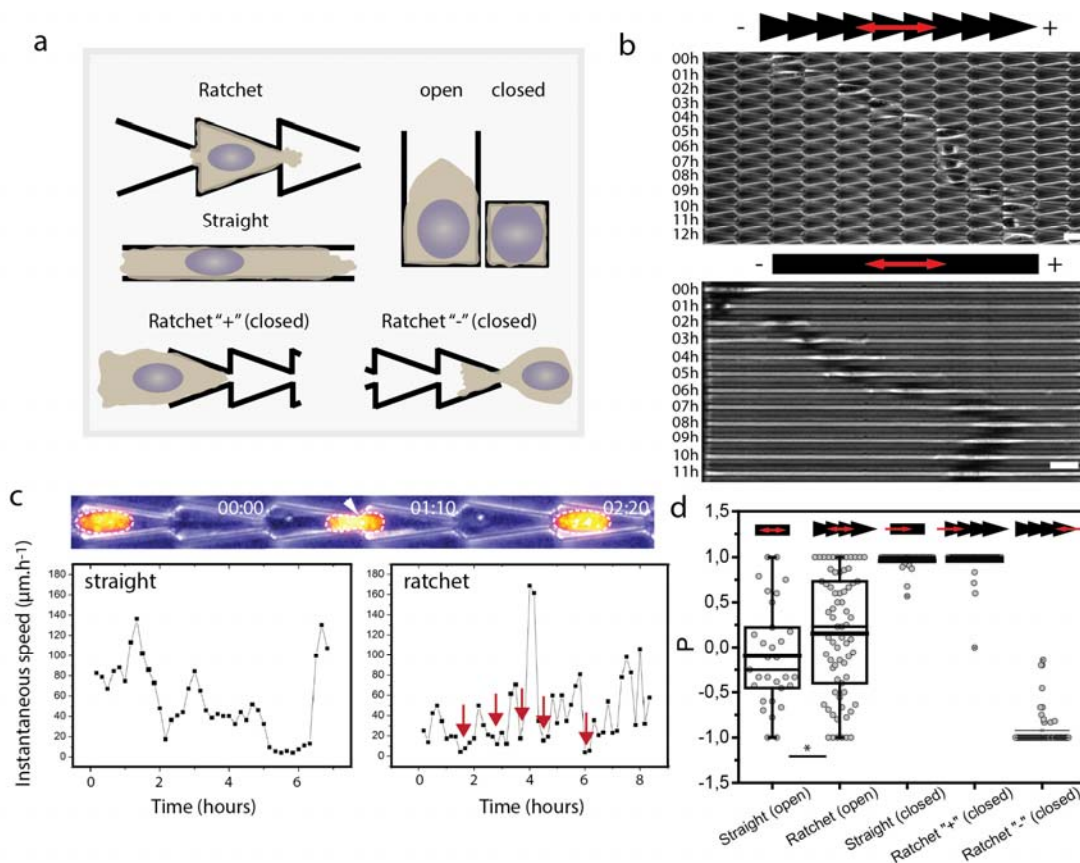 a
Ratchet
open
closed
Straight
Ratchet "+" (closed)
Ratchet "-" (closed)
b
-
+
00h
01h
02h
03h
04h
05h
06h
07h
08h
09h
10h
11h
12h
-
+
00h
01h
02h
03h
04h
05h
06h
07h
08h
09h
10h
11h
c
00:00
01:10
02:20
Instantaneous speed (µm.h-1)
straight
160
140
120
100
80
60
40
20
0
0
2
4
6
Time (hours)
ratchet
160
140
120
100
80
60
40
20
0
0
2
4
6
8
Time (hours)
d
P
1,5
1,0
0,5
0,0
-0,5
-1,0
-1,5
*
Straight (open)
Ratchet (open)
Straight (closed)
Ratchet "+" (closed)
Ratchet "-" (closed)